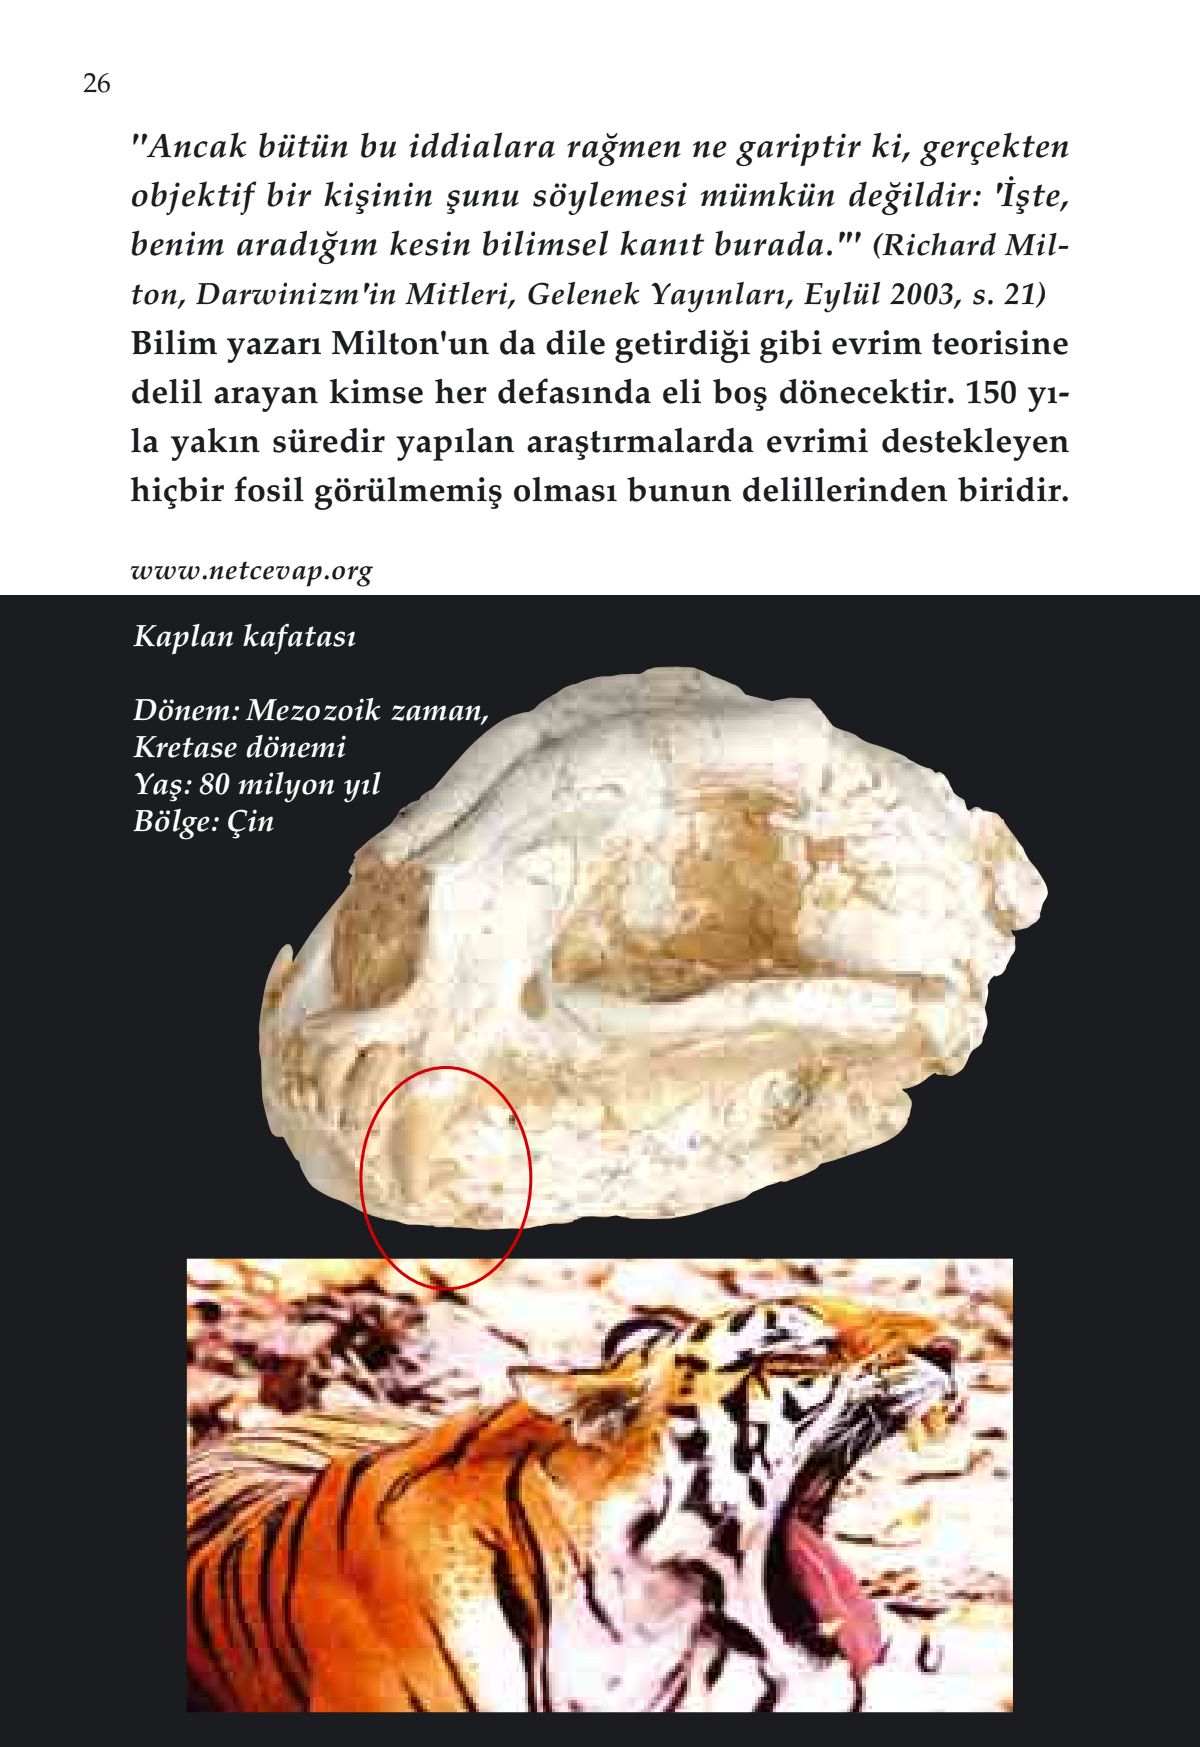 26
"Ancak bütün bu iddialara rağmen ne gariptir ki, gerçekten
objektif bir kişinin şunu söylemesi mümkün değildir: 'İşte,
benim aradığım kesin bilimsel kanıt burada.'" (Richard Mil-
ton, Darwinizm'in Mitleri, Gelenek Yayınları, Eylül 2003, s. 21)
Bilim yazarı Milton'un da dile getirdiği gibi evrim teorisine
delil arayan kimse her defasında eli boş dönecektir. 150 yı-
la yakın süredir yapılan araştırmalarda evrimi destekleyen
hiçbir fosil görülmemiş olması bunun delillerinden biridir.
www.netcevap.org
Kaplan kafatası
Dönem: Mezozoik zaman,
Kretase dönemi
Yaş: 80 milyon yıl
Bölge: Çin